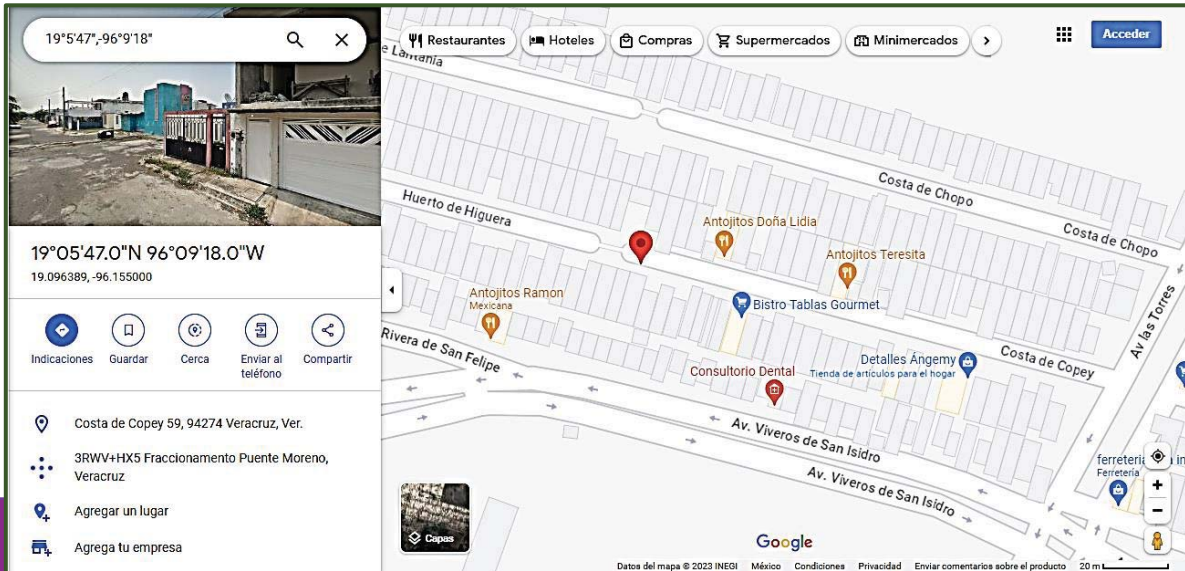 19°5'47",-96°9'18"
Restaurantes
Hoteles
Compras
Supermercados
Minimercados
Acceder
19°05'47.0"N 96°09'18.0"W
19.096389, -96.155000
Indicaciones
Guardar
Cerca
Enviar al
teléfono
Compartir
Costa de Copey 59, 94274 Veracruz, Ver.
3RWV+HX5 Fraccionamento Puente Moreno,
Veracruz
Agregar un lugar
Agrega tu empresa
e Lantania
Costa de Chopo
Costa de Chopo
Huerto de Higuera
Antojitos Doña Lidia
Antojitos Teresita
Antojitos Ramon
Mexicana
Bistro Tablas Gourmet
Av las Torres
Rivera de San Felipe
Consultorio Dental
Detalles Ángemy
Tienda de artículos para el hogar
Costa de Copey
Av. Viveros de San Isidro
Av. Viveros de San Isidro
ferreteria
Ferretería
Capas
Google
Datos del mapa © 2023 INEGI México Condiciones Privacidad Enviar comentarios sobre el producto 20 m